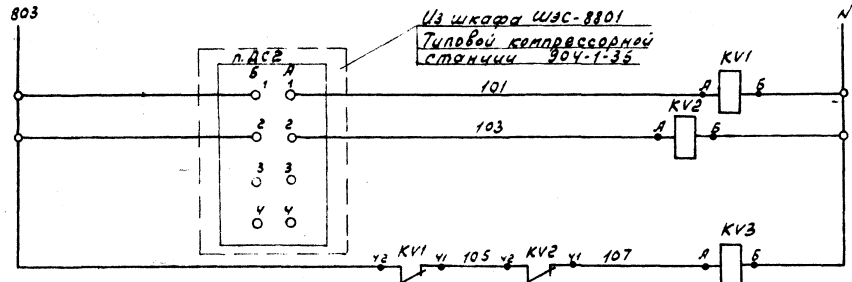 803
N
Из шкафа ШЭС-8801
Типовой компрессорной
станции 904-1-35
п.ДС2
Б А
1 1
101
А KV1 Б
2 2
103
А KV2 Б
3 3
4 4
42 KV1 41 105 42 KV2 41 107 А KV3 Б